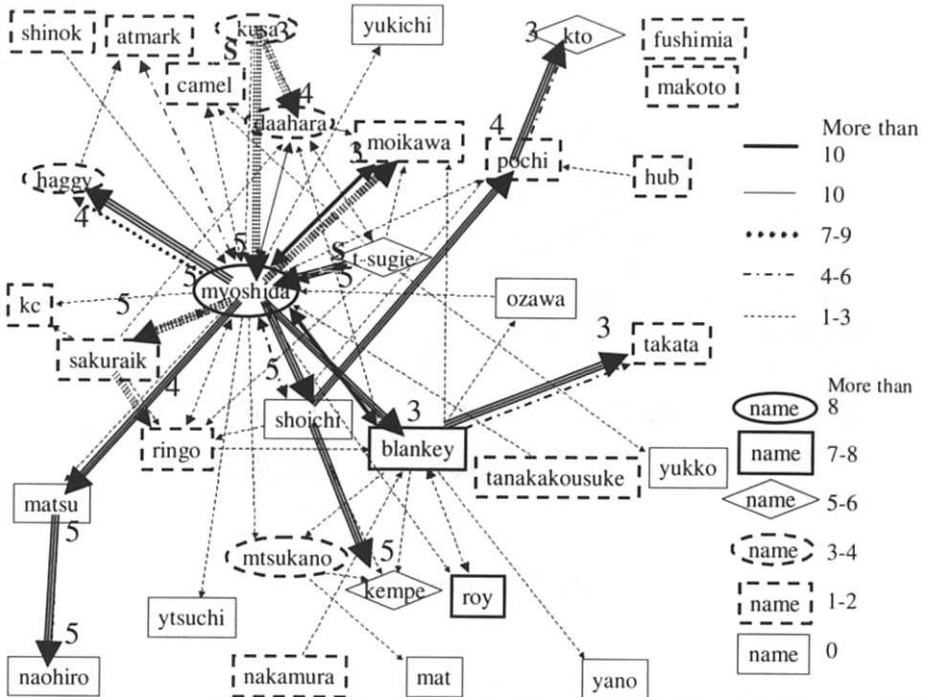 shinok
atmark
kusa
3
yukichi
3
kto
fushimia
S
camel
makoto
4
daahara
3
moikawa
4
pochi
More than
10
10
7-9
4-6
1-3
hub
haggy
4
5
S
t-sugie
5
5
myoshida
ozawa
kc
5
sakuraik
3
takata
4
5
shoichi
3
blankey
ringo
tanakakousuke
yukko
More than
name
8
name
7-8
name
5-6
name
3-4
name
1-2
name
0
matsu
5
mtsukano
5
kempe
roy
ytsuchi
5
naohiro
nakamura
mat
yano